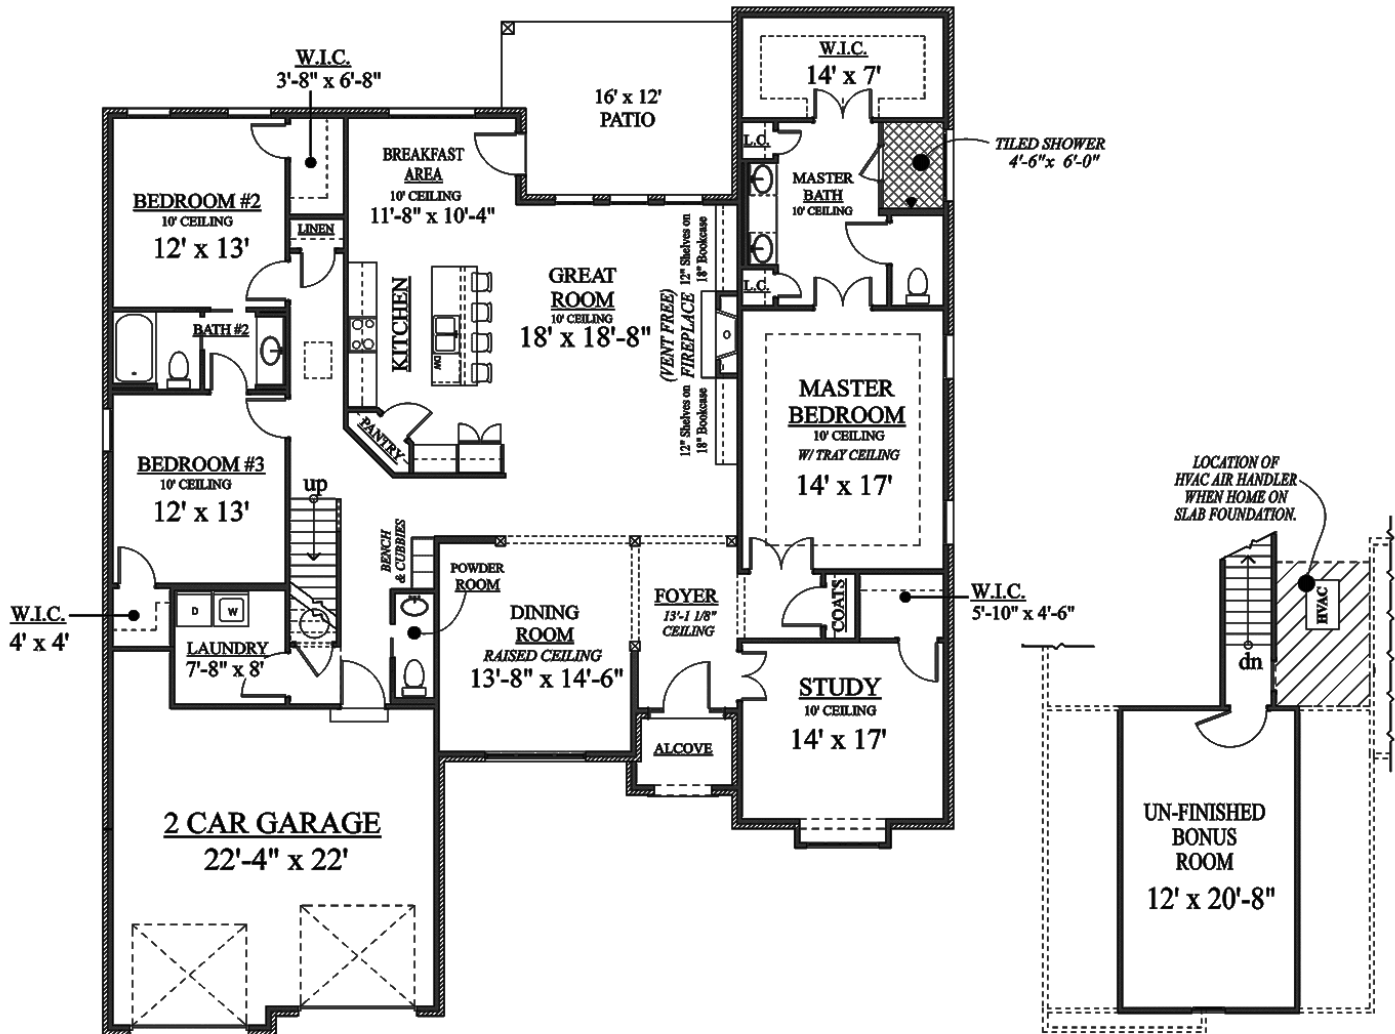 W.I.C.
3'-8" x 6'-8"
16' x 12'
PATIO
W.I.C.
14' x 7'
L.C.
TILED SHOWER
4'-6"x 6'-0"
BREAKFAST
AREA
10' CEILING
11'-8" x 10'-4"
MASTER
BATH
10' CEILING
BEDROOM #2
10' CEILING
12' x 13'
LINEN
12" Shelves on
18" Bookcase
L.C.
KITCHEN
DW
GREAT
ROOM
10' CEILING
18' x 18'-8"
(VENT FREE)
FIREPLACE
BATH #2
12" Shelves on
18" Bookcase
MASTER
BEDROOM
10' CEILING
W/ TRAY CEILING
14' x 17'
PANTRY
BEDROOM #3
10' CEILING
12' x 13'
up
LOCATION OF
HVAC AIR HANDLER
WHEN HOME ON
SLAB FOUNDATION.
HVAC
dn
BENCH
& CUBBIES
POWDER
ROOM
DINING
ROOM
RAISED CEILING
13'-8" x 14'-6"
FOYER
13'-1 1/8"
CEILING
COATS
W.I.C.
5'-10" x 4'-6"
W.I.C.
4' x 4'
D
W
LAUNDRY
7'-8" x 8'
STUDY
10' CEILING
14' x 17'
ALCOVE
2 CAR GARAGE
22'-4" x 22'
UN-FINISHED
BONUS
ROOM
12' x 20'-8"